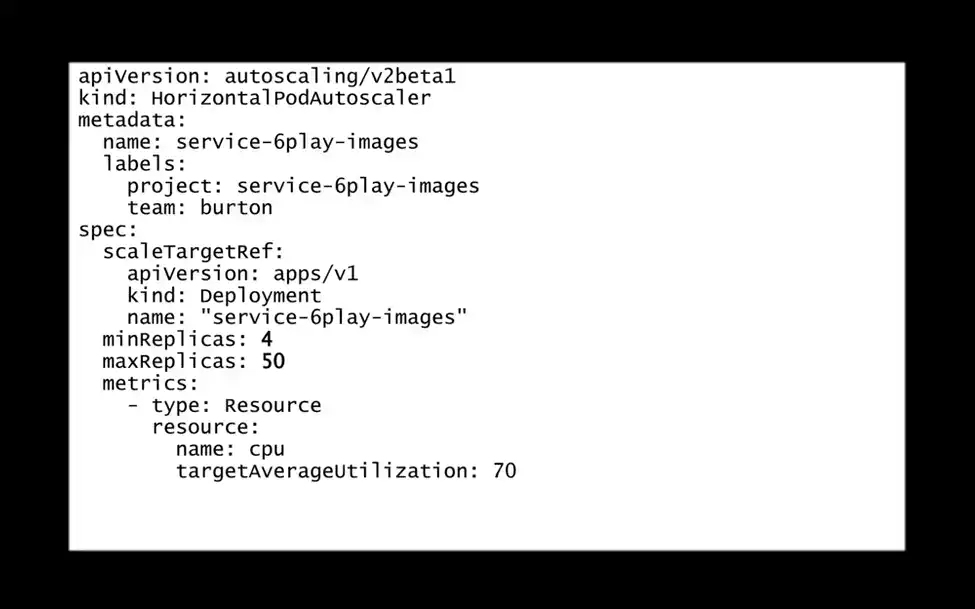 apiVersion: autoscaling/v2beta1
kind: HorizontalPodAutoscaler
metadata:
  name: service-6play-images
  labels:
    project: service-6play-images
    team: burton
spec:
  scaleTargetRef:
    apiVersion: apps/v1
    kind: Deployment
    name: "service-6play-images"
  minReplicas: 4
  maxReplicas: 50
  metrics:
    - type: Resource
      resource:
        name: cpu
        targetAverageUtilization: 70